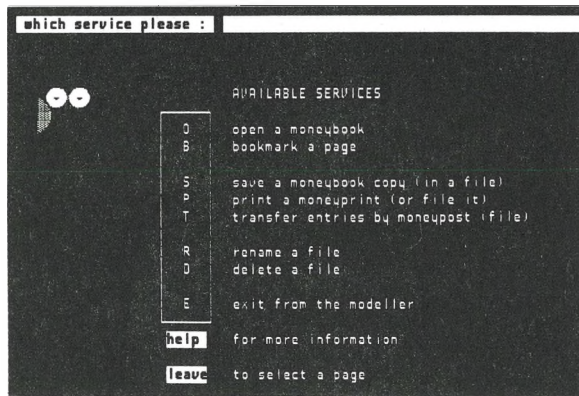 which service please :
AVAILABLE SERVICES
O open a moneybook
B bookmark a page
S save a moneybook copy (in a file)
P print a moneyprint (or file it)
T transfer entries by moneypost (file)
R rename a file
D delete a file
E exit from the modeller
help for more information
leave to select a page